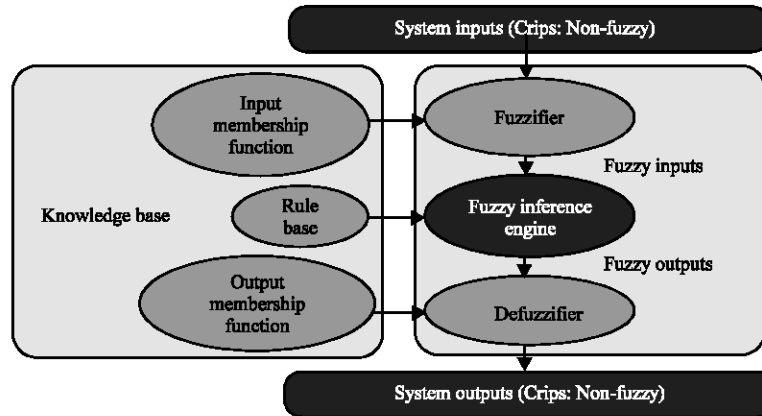 System inputs (Crips: Non-fuzzy)
Input
membership
function
Fuzzifier
Fuzzy inputs
Knowledge base
Rule
base
Fuzzy inference
engine
Fuzzy outputs
Output
membership
function
Defuzzifier
System outputs (Crips: Non-fuzzy)